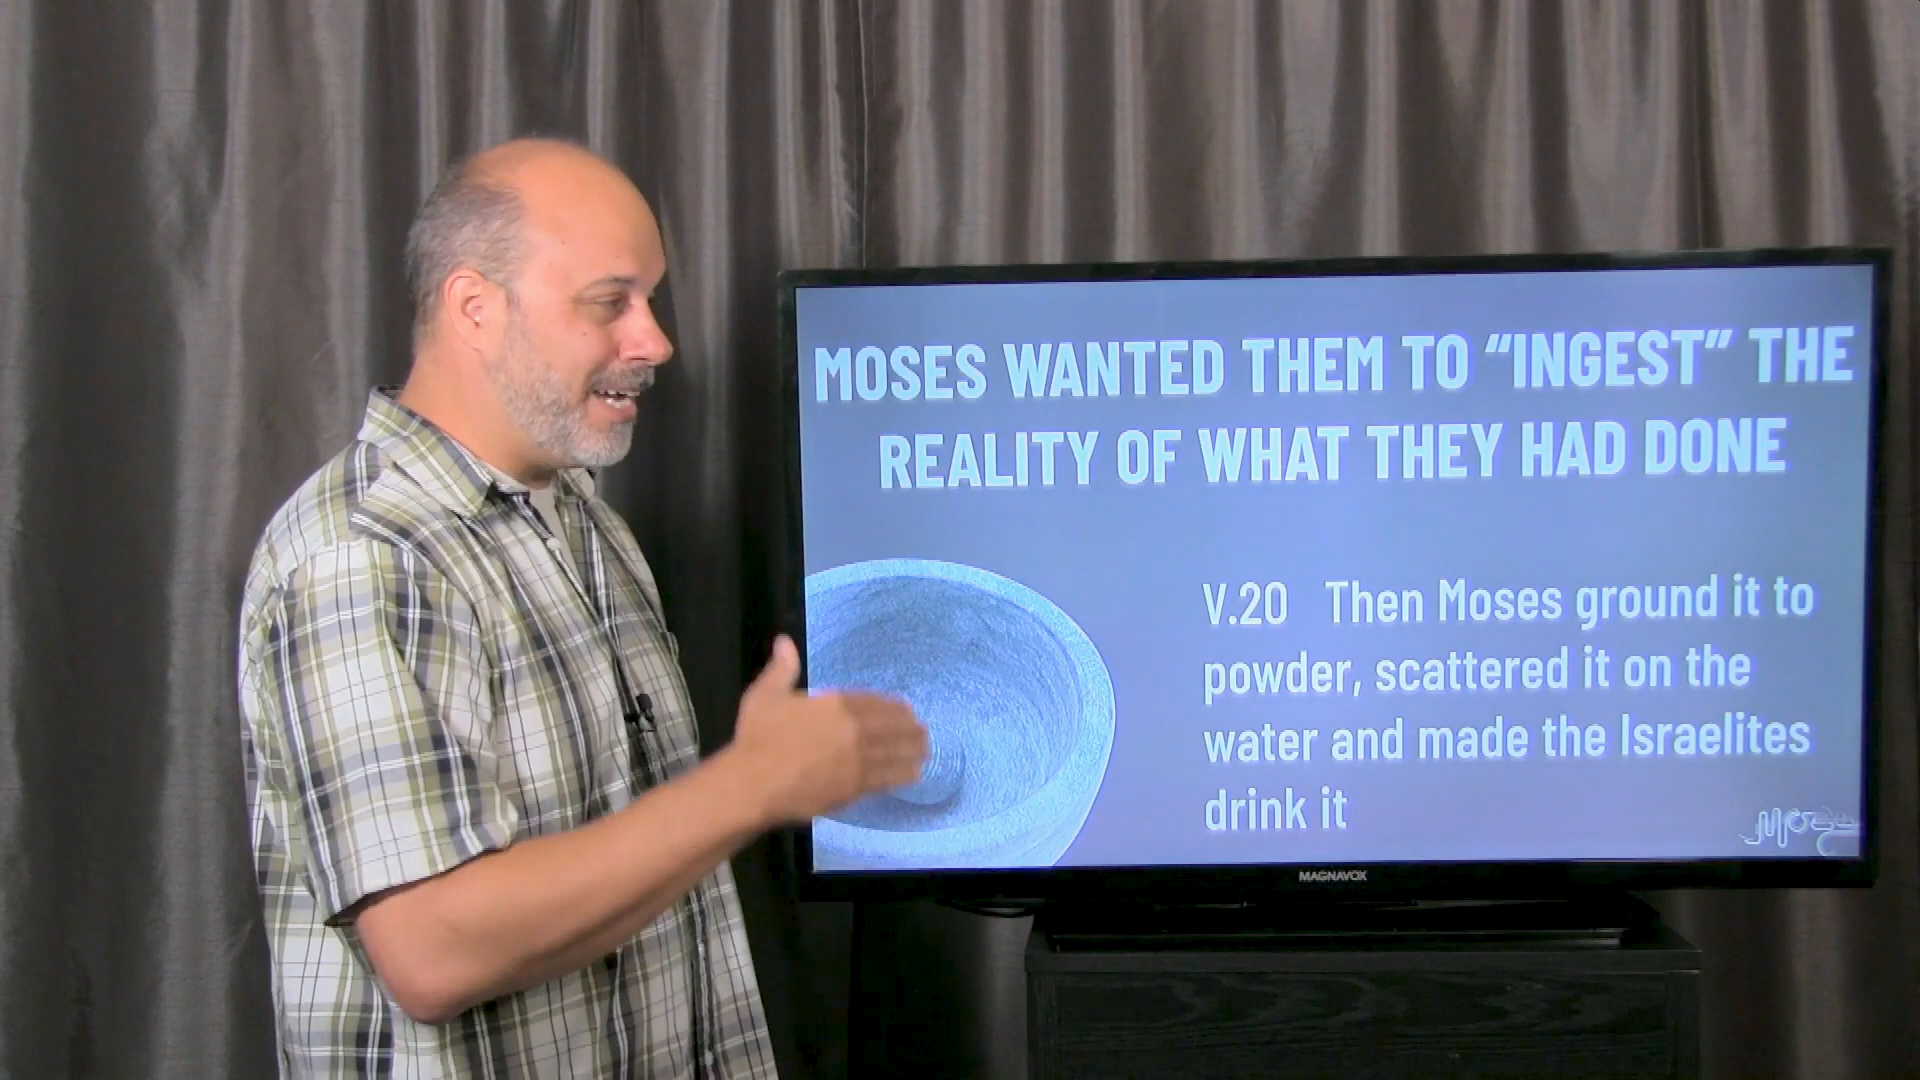 MOSES WANTED THEM TO “INGEST” THE
REALITY OF WHAT THEY HAD DONE
V.20 Then Moses ground it to
powder, scattered it on the
water and made the Israelites
drink it
MAGNAVOX